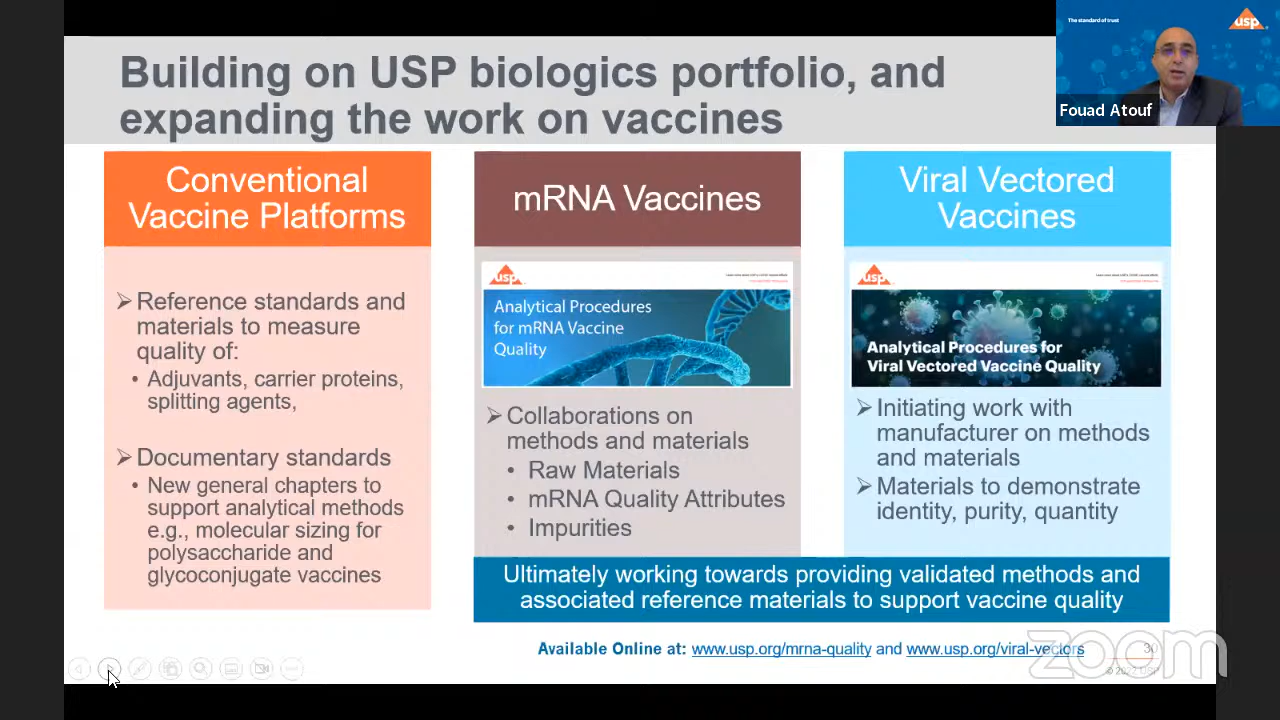 The standard of trust
usp
Fouad Atouf
Building on USP biologics portfolio, and
expanding the work on vaccines
Conventional
Vaccine Platforms
➢ Reference standards and
materials to measure
quality of:
• Adjuvants, carrier proteins,
splitting agents,
➢ Documentary standards
• New general chapters to
support analytical methods
e.g., molecular sizing for
polysaccharide and
glycoconjugate vaccines
mRNA Vaccines
usp
Analytical Procedures
for mRNA Vaccine
Quality
➢ Collaborations on
methods and materials
• Raw Materials
• mRNA Quality Attributes
• Impurities
Viral Vectored
Vaccines
usp
Analytical Procedures for
Viral Vectored Vaccine Quality
➢ Initiating work with
manufacturer on methods
and materials
➢ Materials to demonstrate
identity, purity, quantity
Ultimately working towards providing validated methods and
associated reference materials to support vaccine quality
Available Online at: www.usp.org/mrna-quality and www.usp.org/viral-vectors
30
zoom
© 2022 USP